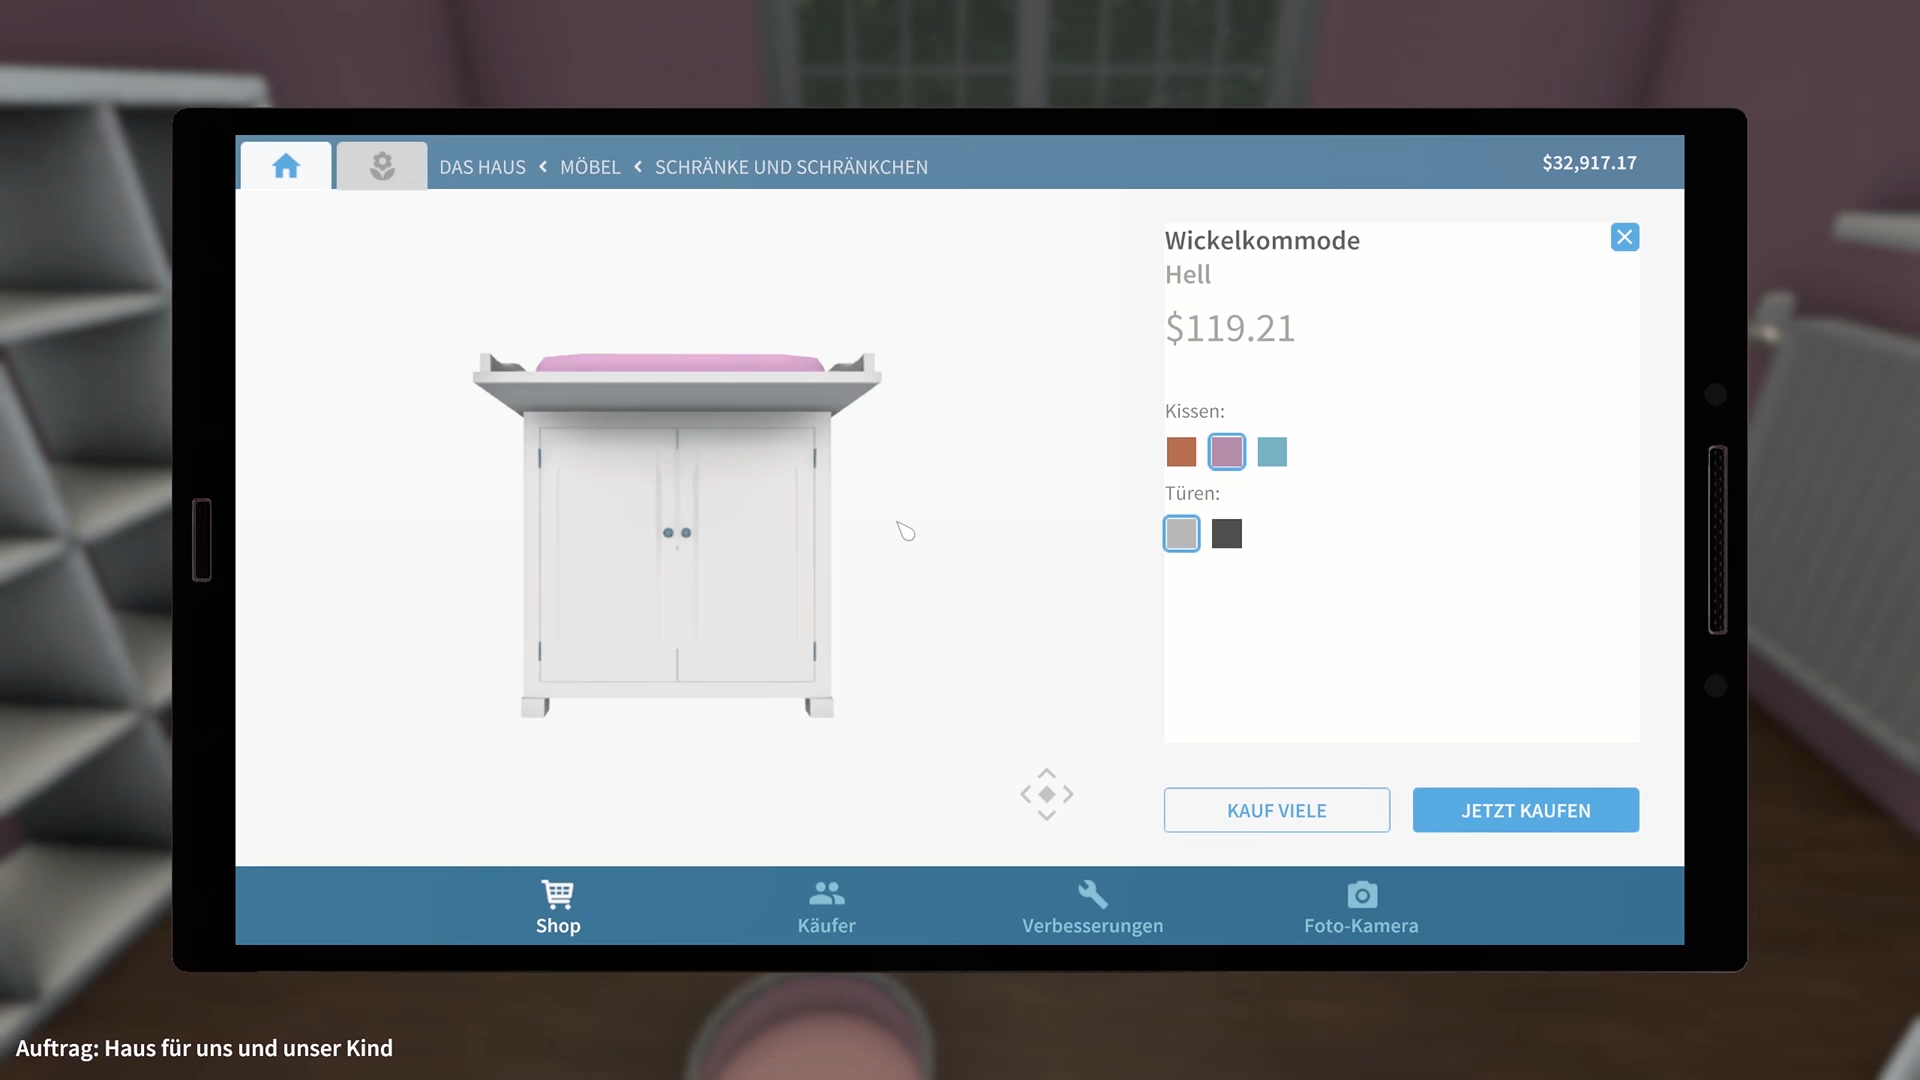 DAS HAUS < MÖBEL < SCHRÄNKE UND SCHRÄNKCHEN
$32,917.17
Wickelkommode
Hell
$119.21
Kissen:
Türen:
KAUF VIELE
JETZT KAUFEN
Shop
Käufer
Verbesserungen
Foto-Kamera
Auftrag: Haus für uns und unser Kind